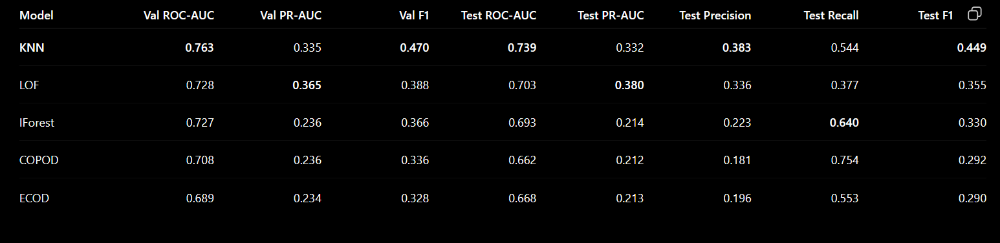 Model Val ROC-AUC Val PR-AUC Val F1 Test ROC-AUC Test PR-AUC Test Precision Test Recall Test F1
KNN 0.763 0.335 0.470 0.739 0.332 0.383 0.544 0.449
LOF 0.728 0.365 0.388 0.703 0.380 0.336 0.377 0.355
IForest 0.727 0.236 0.366 0.693 0.214 0.223 0.640 0.330
COPOD 0.708 0.236 0.336 0.662 0.212 0.181 0.754 0.292
ECOD 0.689 0.234 0.328 0.668 0.213 0.196 0.553 0.290